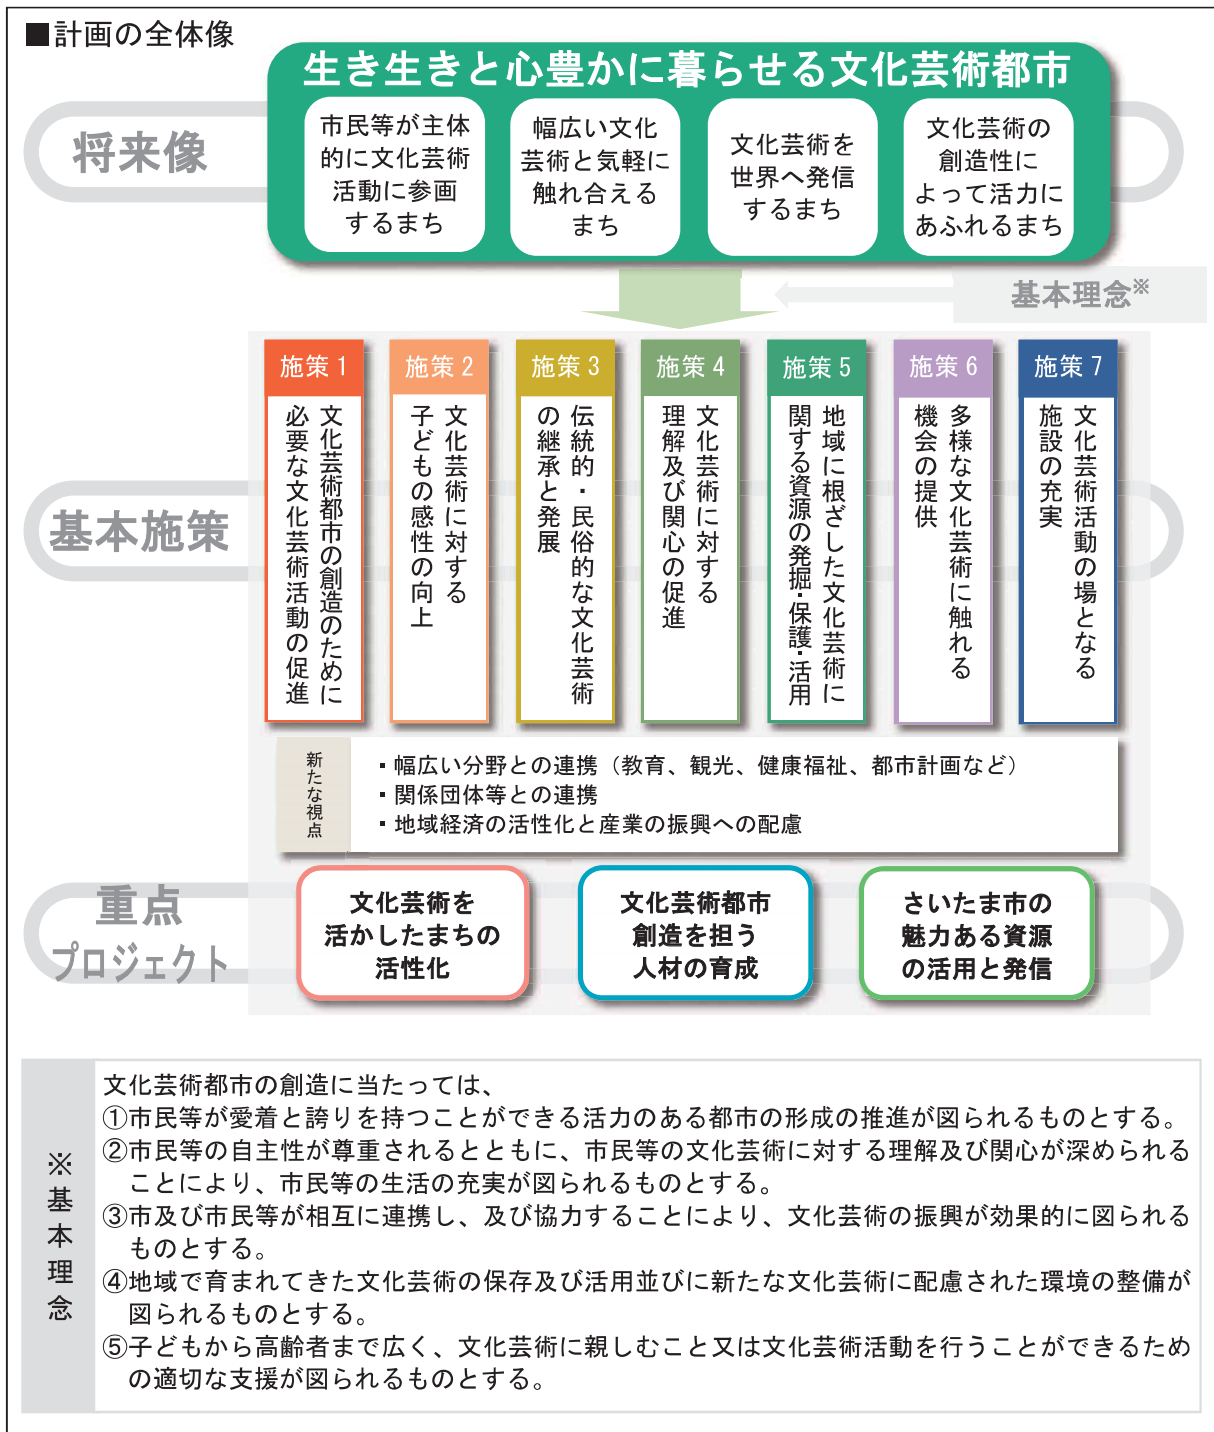 ■計画の全体像
生き生きと心豊かに暮らせる文化芸術都市
将来像
市民等が主体
的に文化芸術
活動に参画
するまち
幅広い文化
芸術と気軽に
触れ合える
まち
文化芸術を
世界へ発信
するまち
文化芸術の
創造性に
よって活力に
あふれるまち
基本理念※
基本施策
施策1
文化芸術都市の創造のために
必要な文化芸術活動の促進
施策2
文化芸術に対する
子どもの感性の向上
施策3
伝統的・民俗的な文化芸術
の継承と発展
施策4
文化芸術に対する
理解及び関心の促進
施策5
地域に根ざした文化芸術に
関する資源の発掘・保護・活用
施策6
多様な文化芸術に触れる
機会の提供
施策7
文化芸術活動の場となる
施設の充実
新たな視点
・幅広い分野との連携（教育、観光、健康福祉、都市計画など）
・関係団体等との連携
・地域経済の活性化と産業の振興への配慮
重点
プロジェクト
文化芸術を
活かしたまちの
活性化
文化芸術都市
創造を担う
人材の育成
さいたま市の
魅力ある資源
の活用と発信
※基本理念
文化芸術都市の創造に当たっては、
①市民等が愛着と誇りを持つことができる活力のある都市の形成の推進が図られるものとする。
②市民等の自主性が尊重されるとともに、市民等の文化芸術に対する理解及び関心が深められる
ことにより、市民等の生活の充実が図られるものとする。
③市及び市民等が相互に連携し、及び協力することにより、文化芸術の振興が効果的に図られる
ものとする。
④地域で育まれてきた文化芸術の保存及び活用並びに新たな文化芸術に配慮された環境の整備が
図られるものとする。
⑤子どもから高齢者まで広く、文化芸術に親しむこと又は文化芸術活動を行うことができるため
の適切な支援が図られるものとする。